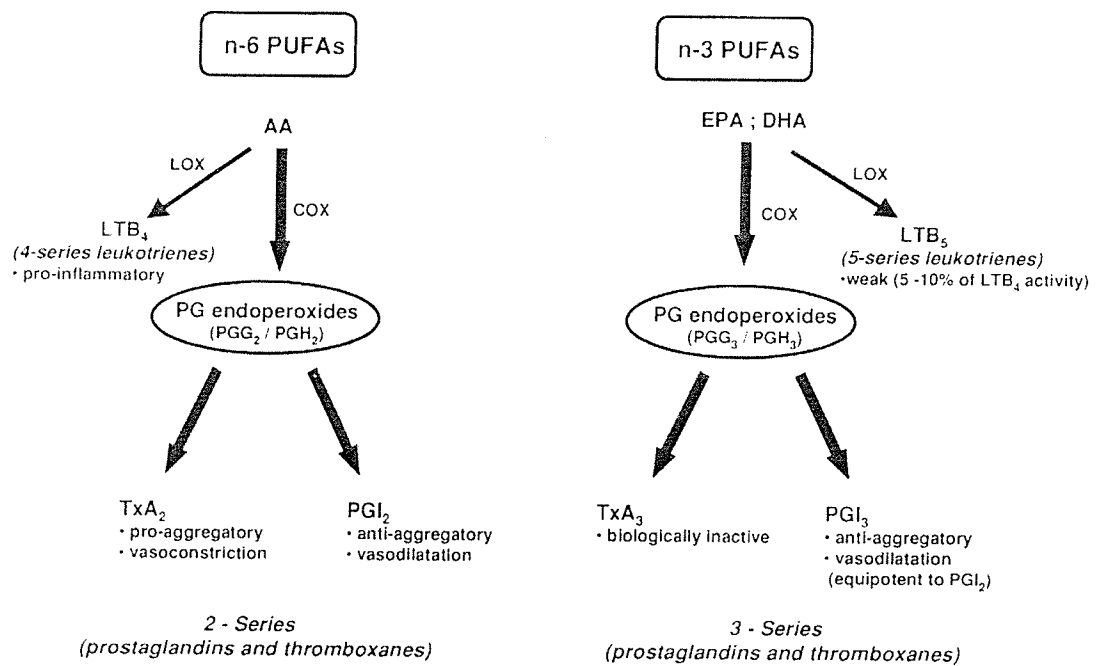 n-6 PUFAs
AA
LOX
COX
LTB₄
(4-series leukotrienes)
• pro-inflammatory
PG endoperoxides
(PGG₂ / PGH₂)
TxA₂
• pro-aggregatory
• vasoconstriction
PGI₂
• anti-aggregatory
• vasodilatation
2 - Series
(prostaglandins and thromboxanes)
n-3 PUFAs
EPA ; DHA
LOX
COX
LTB₅
(5-series leukotrienes)
•weak (5 -10% of LTB₄ activity)
PG endoperoxides
(PGG₃ / PGH₃)
TxA₃
• biologically inactive
PGI₃
• anti-aggregatory
• vasodilatation
(equipotent to PGI₂)
3 - Series
(prostaglandins and thromboxanes)